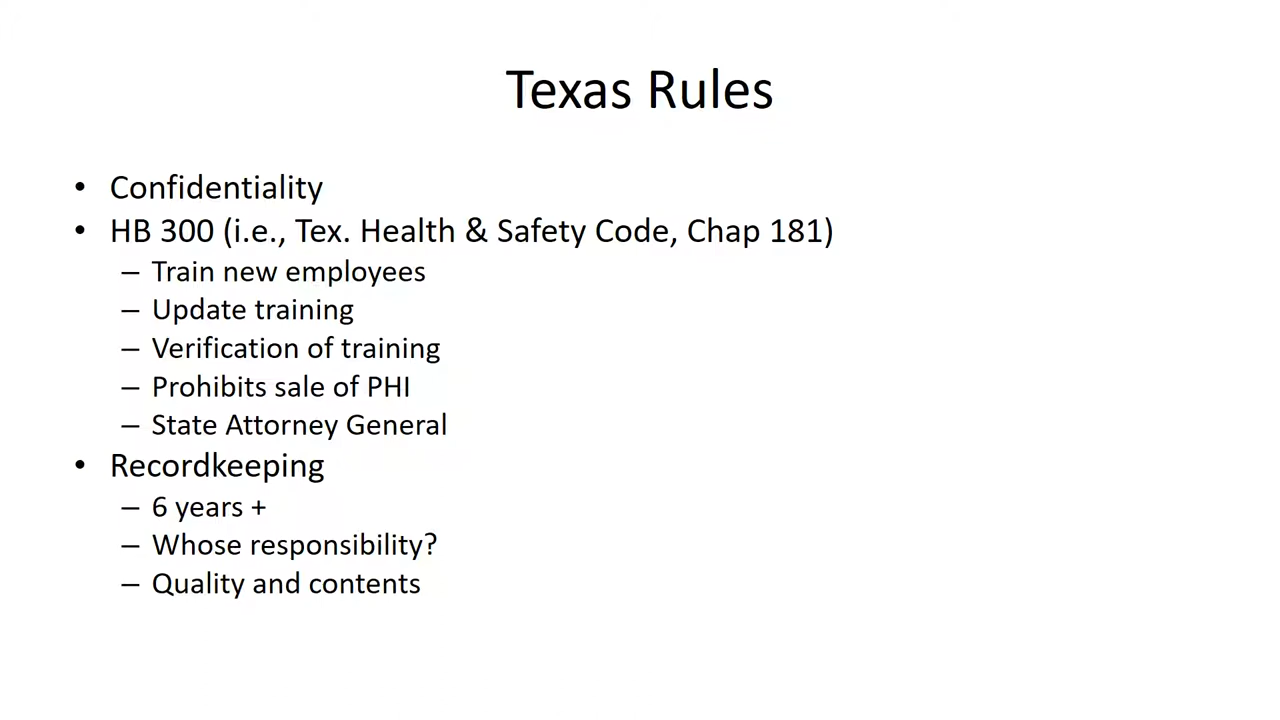 Texas Rules
• Confidentiality
• HB 300 (i.e., Tex. Health & Safety Code, Chap 181)
– Train new employees
– Update training
– Verification of training
– Prohibits sale of PHI
– State Attorney General
• Recordkeeping
– 6 years +
– Whose responsibility?
– Quality and contents